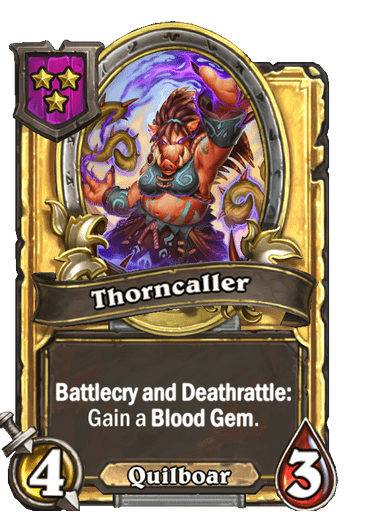 Thorncaller
Battlecry and Deathrattle:
Gain a Blood Gem.
4
Quilboar
3